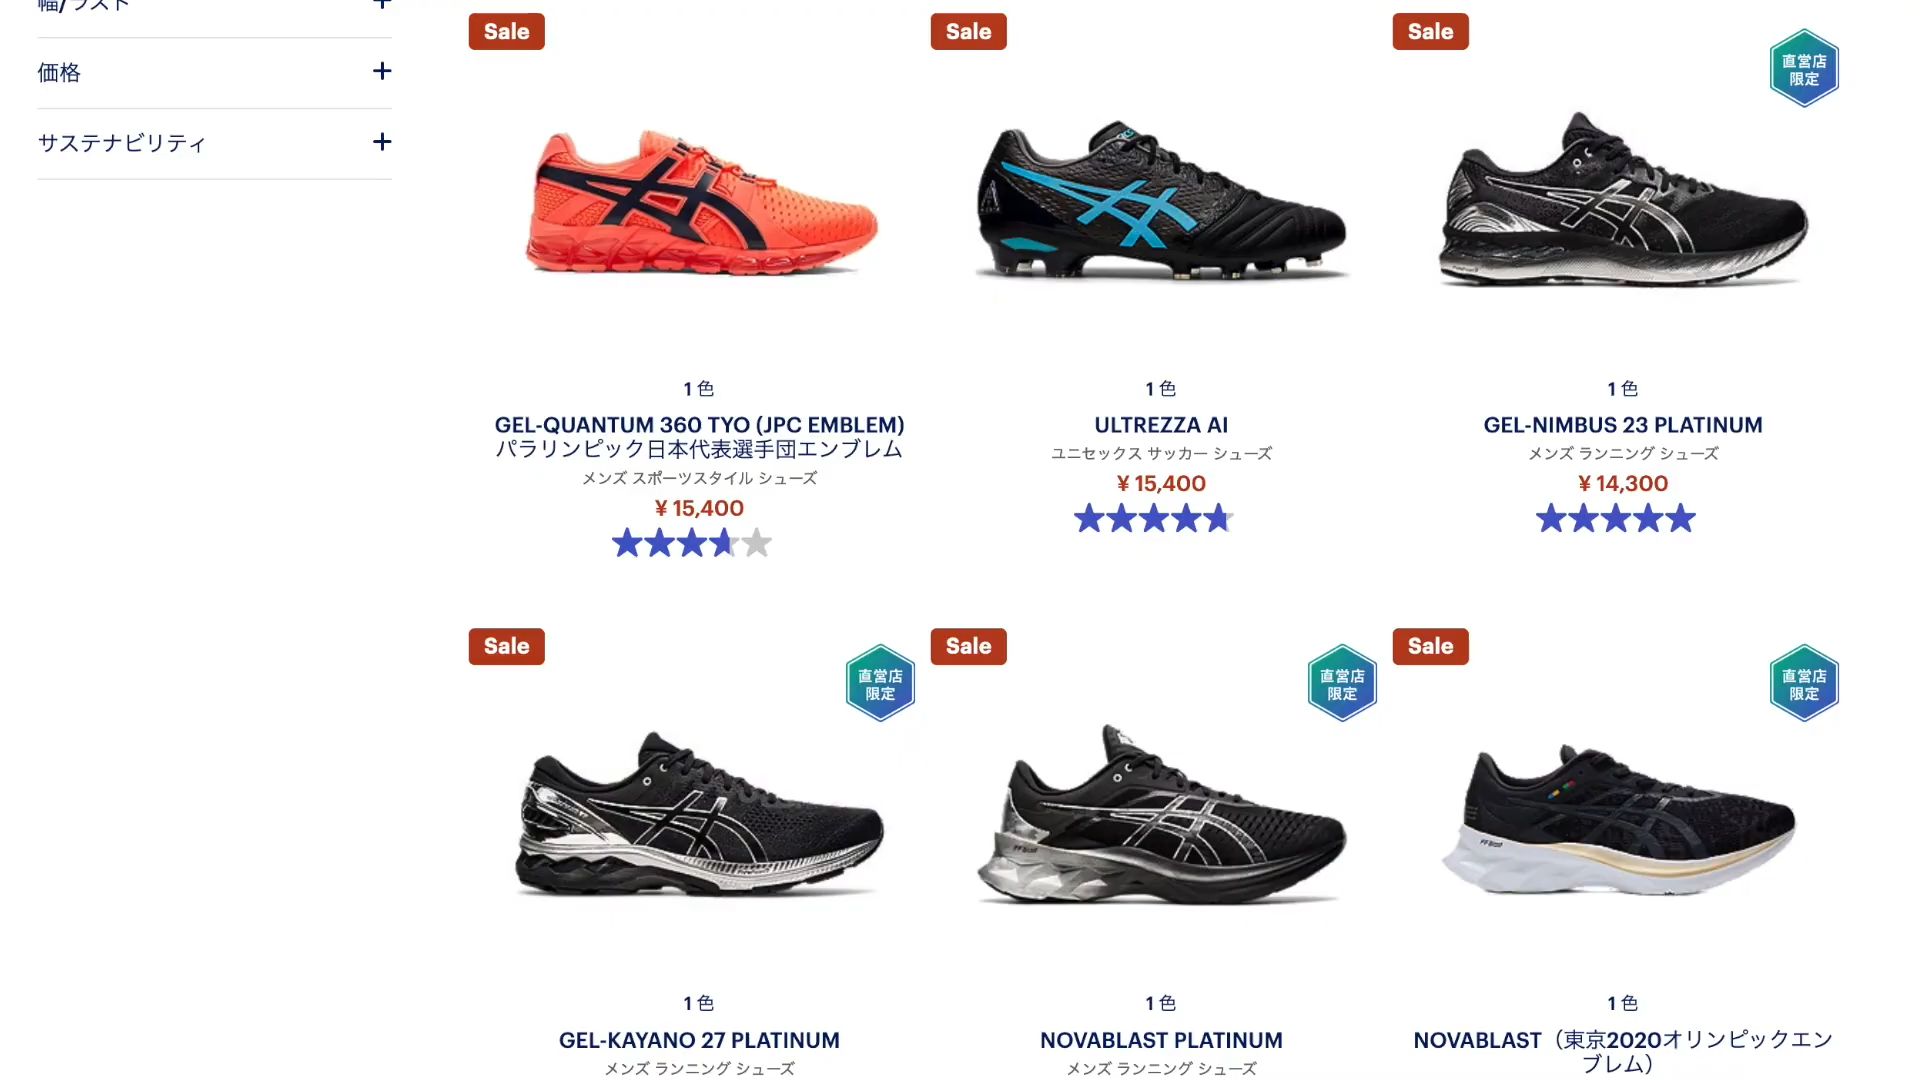 幅/ラスト
価格
サステナビリティ
Sale
Sale
Sale
直営店
限定
1 色
GEL-QUANTUM 360 TYO (JPC EMBLEM)
パラリンピック日本代表選手団エンブレム
メンズ スポーツスタイル シューズ
¥ 15,400
1 色
ULTREZZA AI
ユニセックス サッカー シューズ
¥ 15,400
1 色
GEL-NIMBUS 23 PLATINUM
メンズ ランニング シューズ
¥ 14,300
Sale
直営店
限定
Sale
直営店
限定
Sale
直営店
限定
1 色
GEL-KAYANO 27 PLATINUM
メンズ ランニング シューズ
1 色
NOVABLAST PLATINUM
メンズ ランニング シューズ
1 色
NOVABLAST（東京2020オリンピックエン
ブレム）